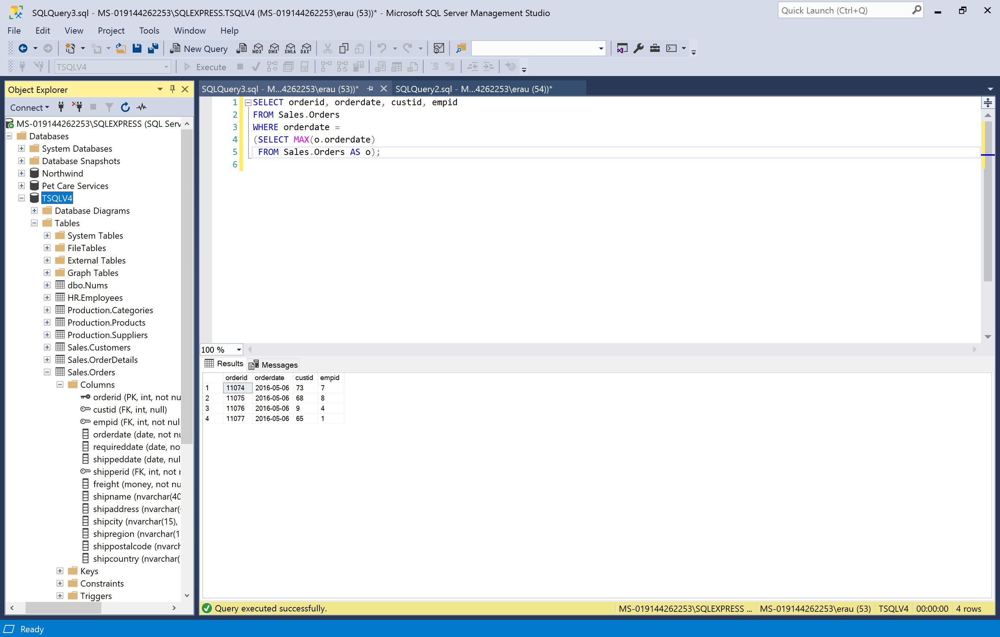 SQLQuery3.sql - MS-019144262253\SQLEXPRESS.TSQLV4 (MS-019144262253\erau (53))* - Microsoft SQL Server Management Studio
Quick Launch (Ctrl+Q)
File Edit View Project Tools Window Help
New Query MDX DMX XMLA DAX
TSQLV4 Execute
Object Explorer
Connect
MS-019144262253\SQLEXPRESS (SQL Serv
Databases
System Databases
Database Snapshots
Northwind
Pet Care Services
TSQLV4
Database Diagrams
Tables
System Tables
FileTables
External Tables
Graph Tables
dbo.Nums
HR.Employees
Production.Categories
Production.Products
Production.Suppliers
Sales.Customers
Sales.OrderDetails
Sales.Orders
Columns
orderid (PK, int, not nu
custid (FK, int, null)
empid (FK, int, not nul
orderdate (date, not nu
requireddate (date, no
shippeddate (date, nul
shipperid (FK, int, not r
freight (money, not nu
shipname (nvarchar(40
shipaddress (nvarchar(
shipcity (nvarchar(15),
shipregion (nvarchar(1
shippostalcode (nvarch
shipcountry (nvarchar(
Keys
Constraints
Triggers
SQLQuery3.sql - M...4262253\erau (53))* SQLQuery2.sql - M...4262253\erau (54))*
1 SELECT orderid, orderdate, custid, empid
2 FROM Sales.Orders
3 WHERE orderdate =
4 (SELECT MAX(o.orderdate)
5 FROM Sales.Orders AS o);
6
100 %
Results Messages
orderid orderdate custid empid
1 11074 2016-05-06 73 7
2 11075 2016-05-06 68 8
3 11076 2016-05-06 9 4
4 11077 2016-05-06 65 1
Query executed successfully. MS-019144262253\SQLEXPRESS ... MS-019144262253\erau (53) TSQLV4 00:00:00 4 rows
Ready